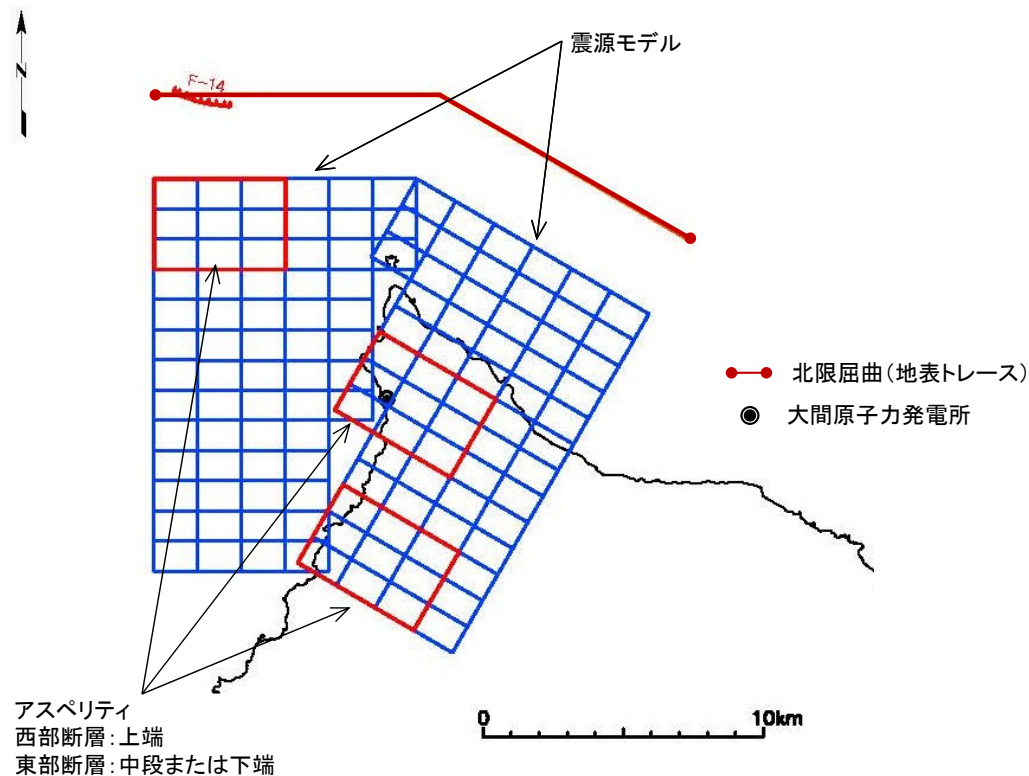 N
F-14
震源モデル
北限屈曲(地表トレース)
大間原子力発電所
アスペリティ
西部断層:上端
東部断層:中段または下端
0 10km